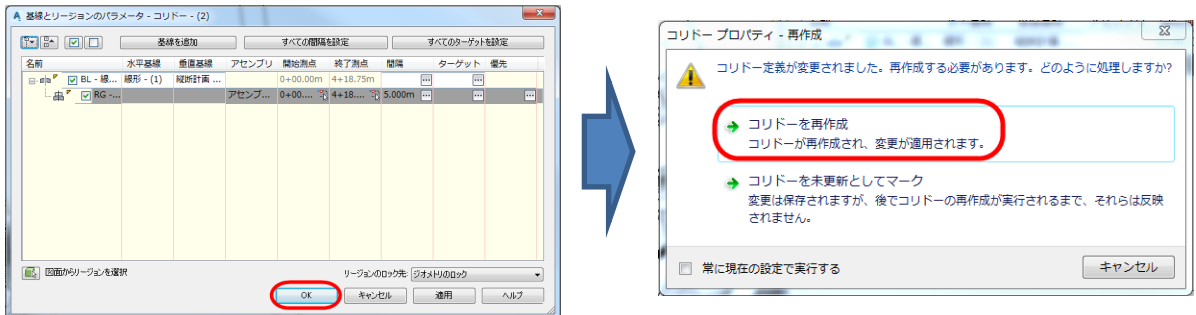 基線とリージョンのパラメータ - コリドー - (2)
基線を追加 すべての間隔を設定 すべてのターゲットを設定
名前 水平基線 垂直基線 アセンブリ 開始測点 終了測点 間隔 ターゲット 優先
BL - 線... 線形 - (1) 縦断計画 ... 0+00.00m 4+18.75m
RG -... アセンブ... 0+00.... 4+18.... 5.000m
図面からリージョンを選択
リージョンのロック先: ジオメトリのロック
OK キャンセル 適用 ヘルプ
コリドー プロパティ - 再作成
コリドー定義が変更されました。再作成する必要があります。どのように処理しますか?
コリドーを再作成
コリドーが再作成され、変更が適用されます。
コリドーを未更新としてマーク
変更は保存されますが、後でコリドーの再作成が実行されるまで、それらは反映
されません。
常に現在の設定で実行する
キャンセル